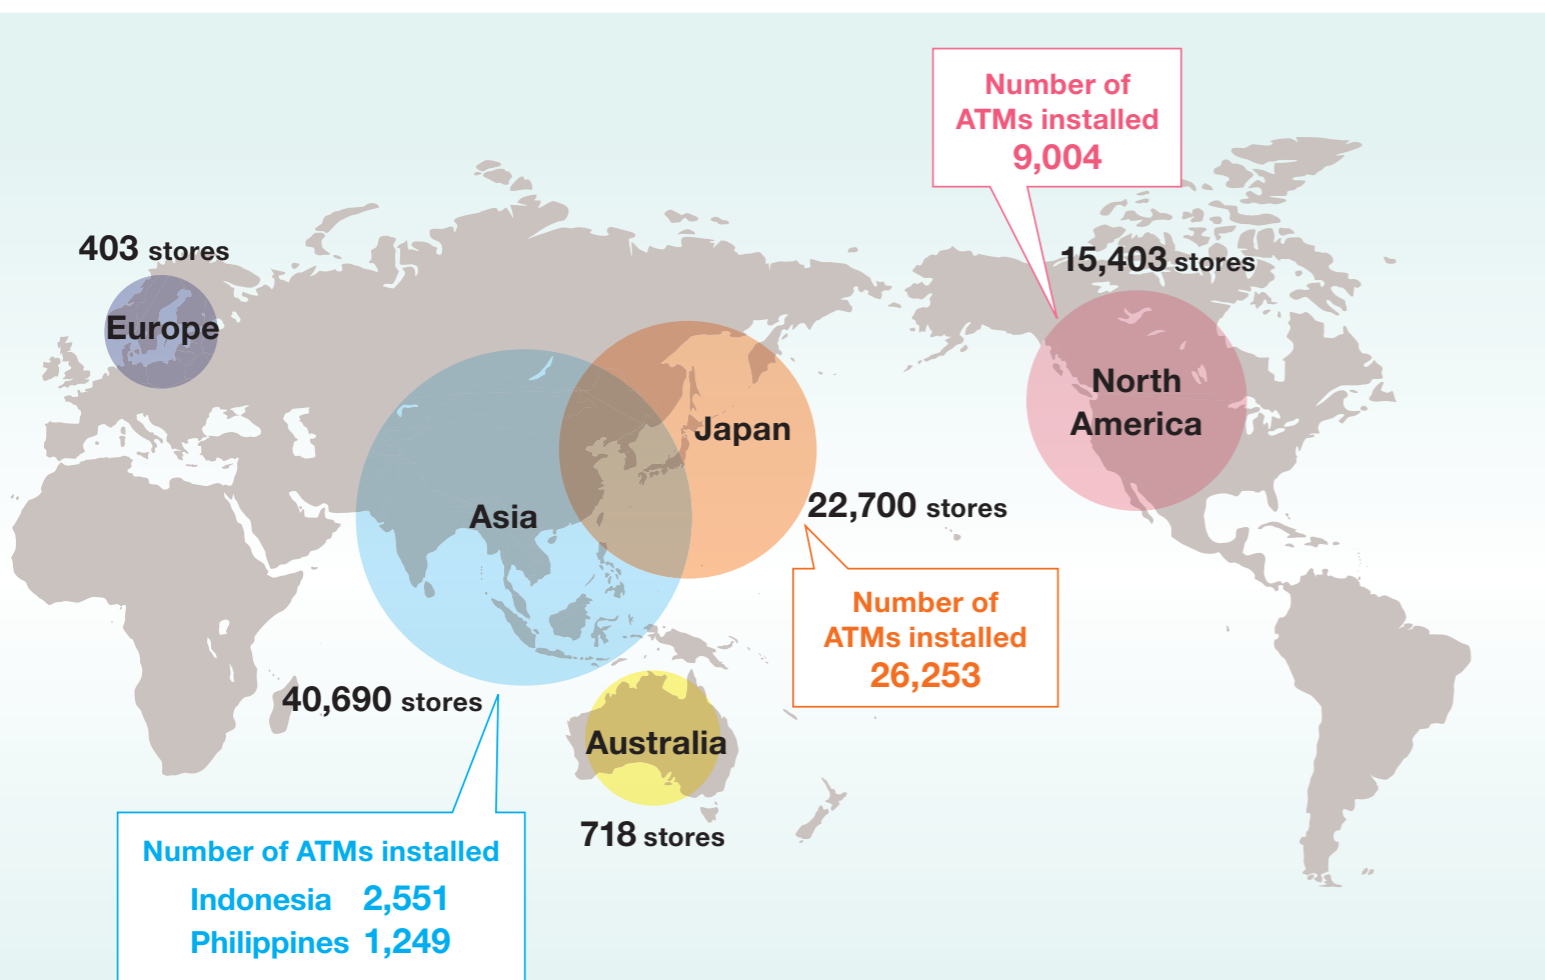 Number of
ATMs installed
9,004
403 stores
15,403 stores
Europe
North
America
Japan
Asia
22,700 stores
Number of
ATMs installed
26,253
40,690 stores
Australia
718 stores
Number of ATMs installed
Indonesia 2,551
Philippines 1,249